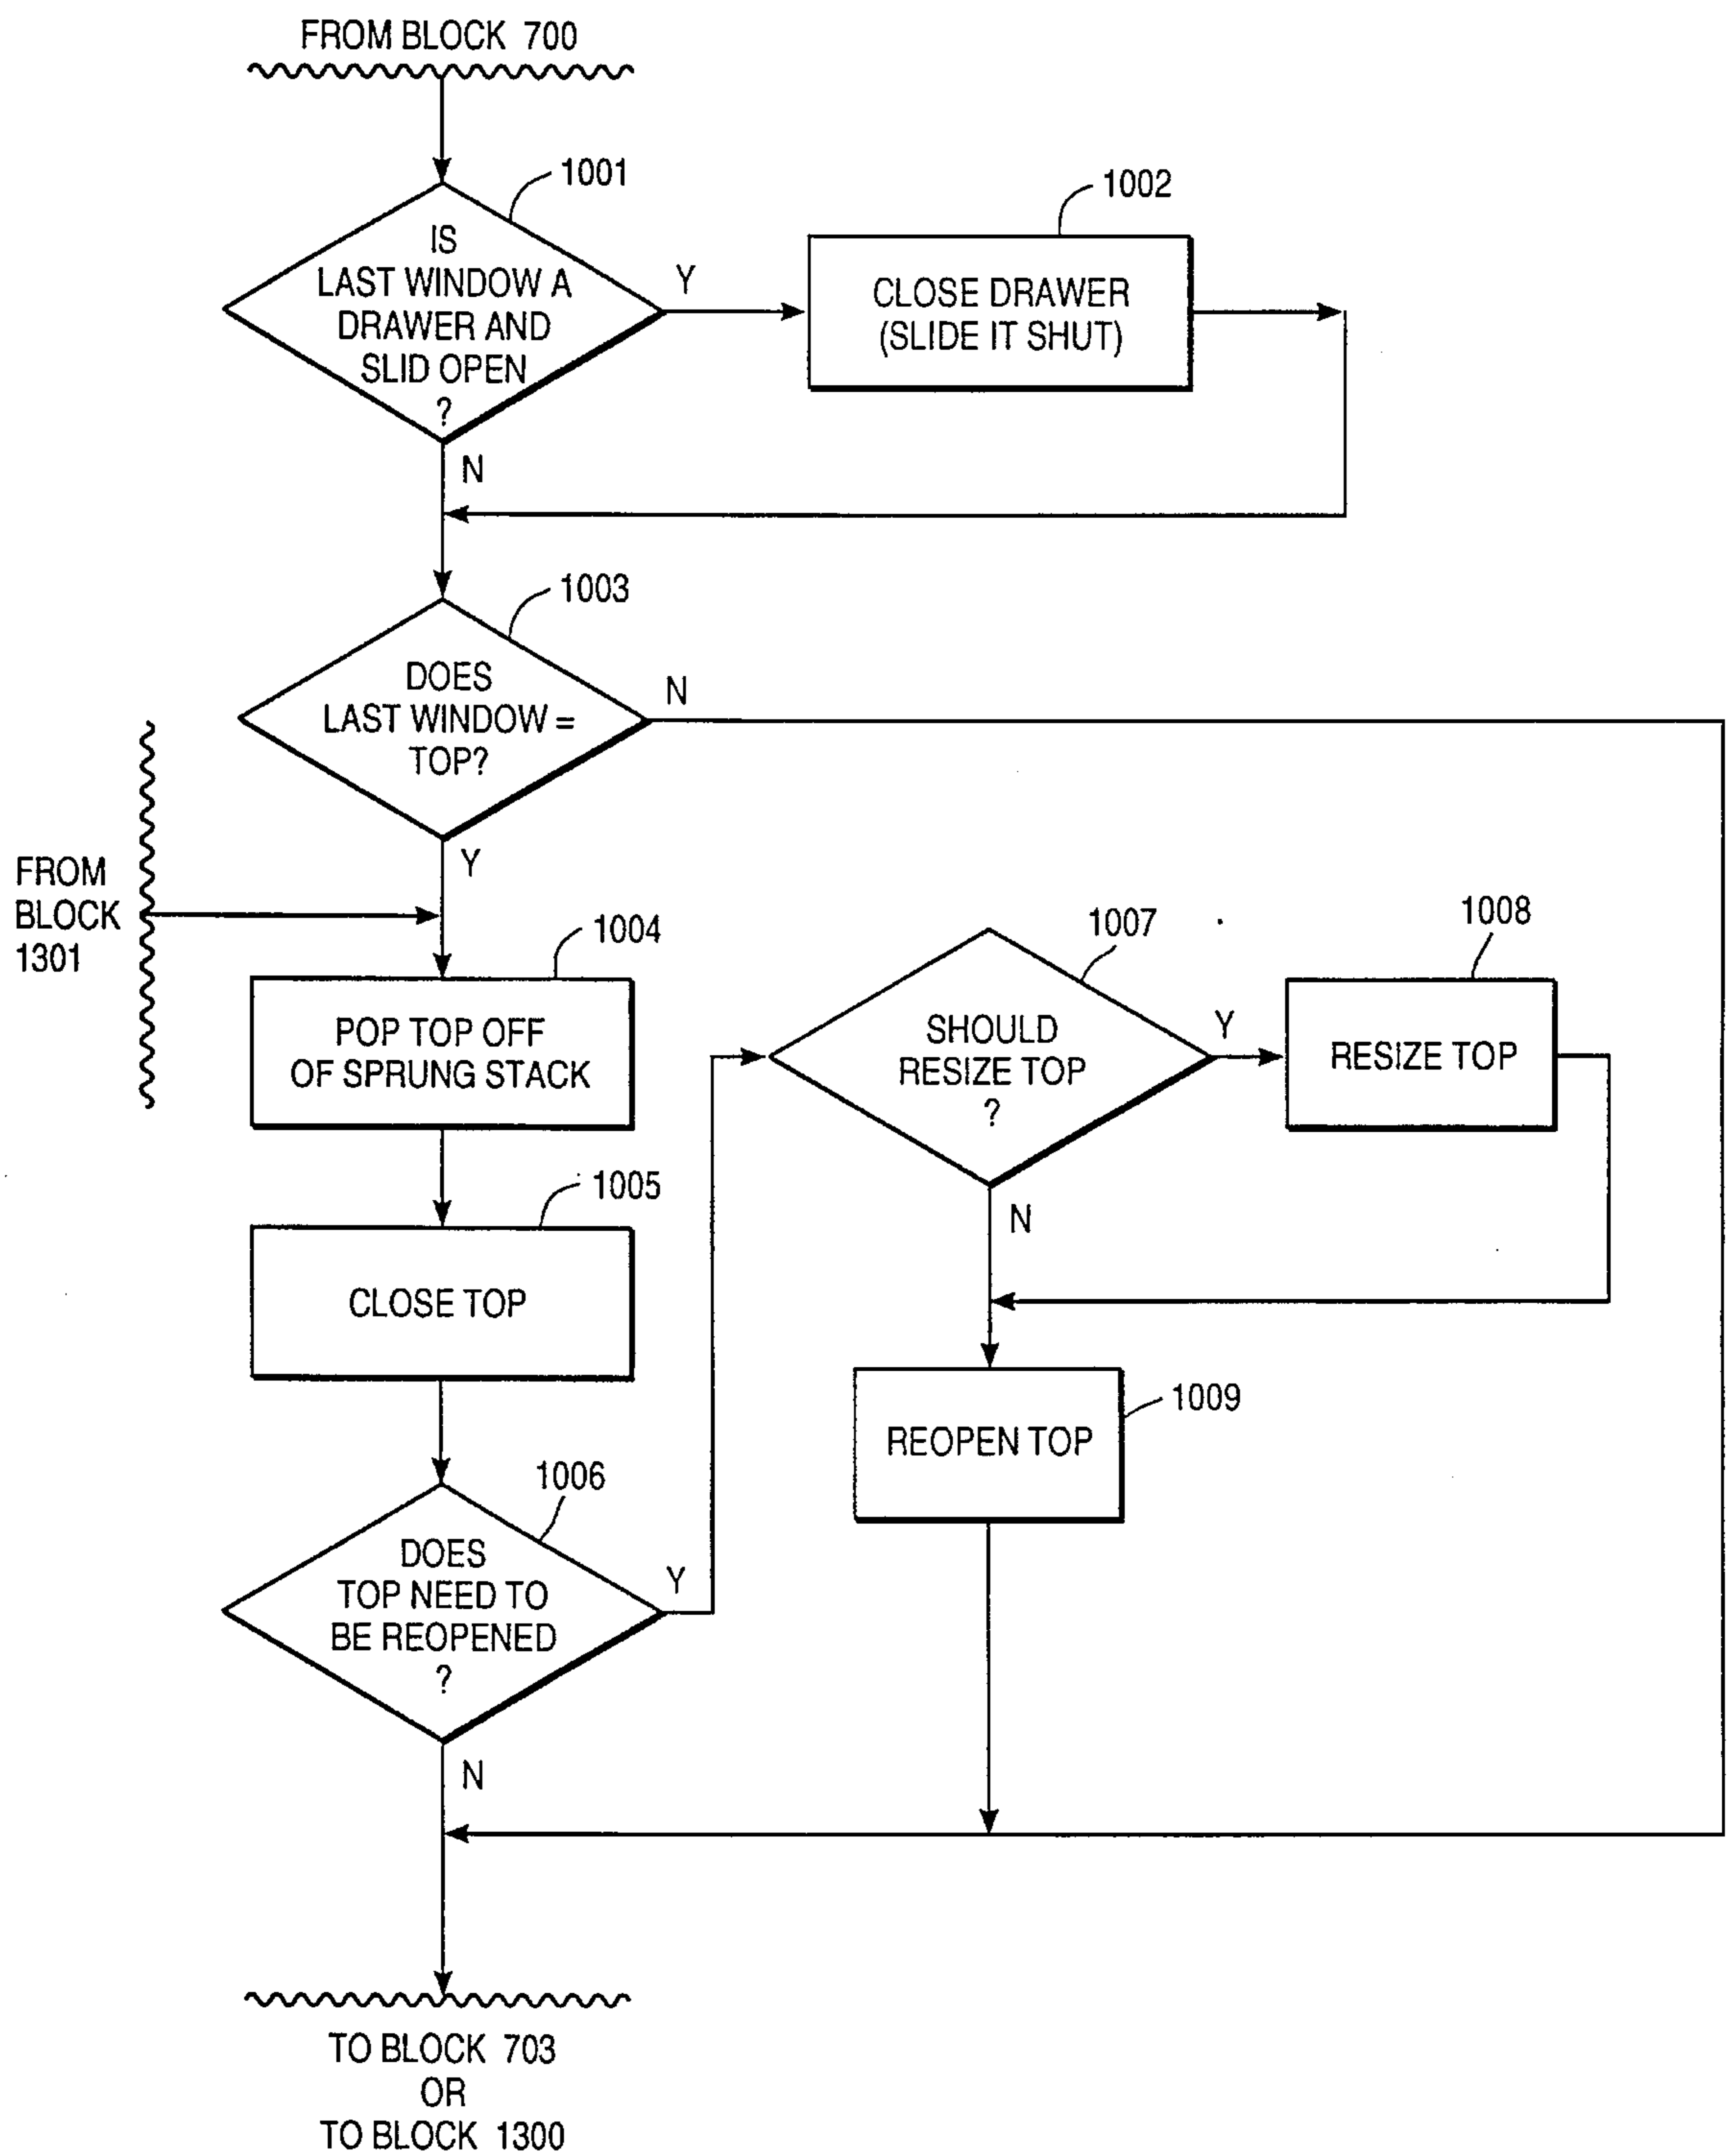 FROM BLOCK 700
1001
IS
LAST WINDOW A
DRAWER AND
SLID OPEN
?
Y
N
1002
CLOSE DRAWER
(SLIDE IT SHUT)
1003
DOES
LAST WINDOW =
TOP?
N
Y
FROM
BLOCK
1301
1004
POP TOP OFF
OF SPRUNG STACK
1005
CLOSE TOP
1006
DOES
TOP NEED TO
BE REOPENED
?
Y
N
1007
SHOULD
RESIZE TOP
?
Y
N
1008
RESIZE TOP
1009
REOPEN TOP
TO BLOCK 703
OR
TO BLOCK 1300